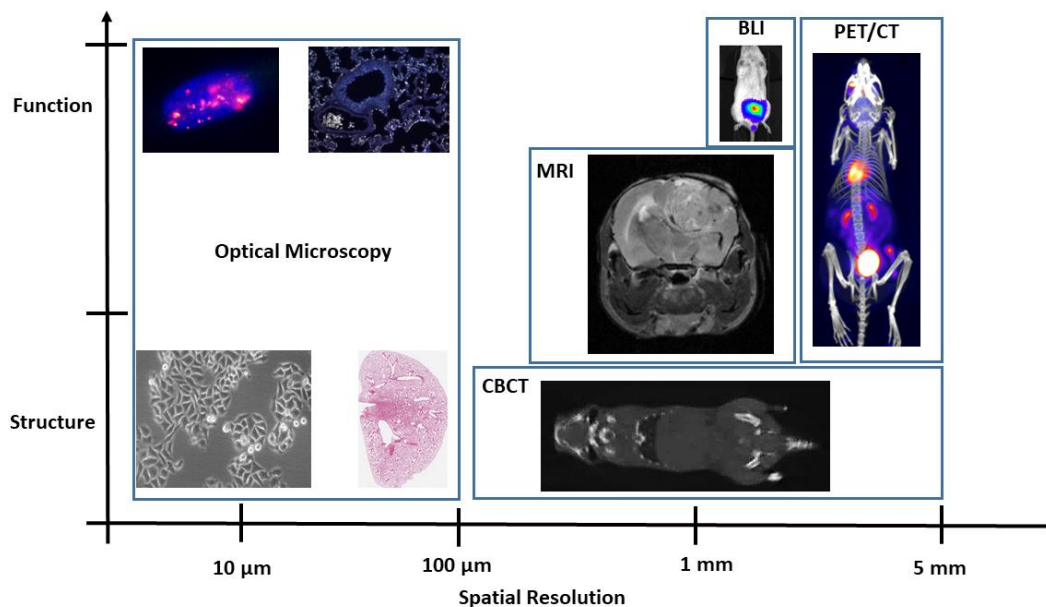 BLI
PET/CT
Function
MRI
Optical Microscopy
CBCT
Structure
10 µm
100 µm
1 mm
5 mm
Spatial Resolution